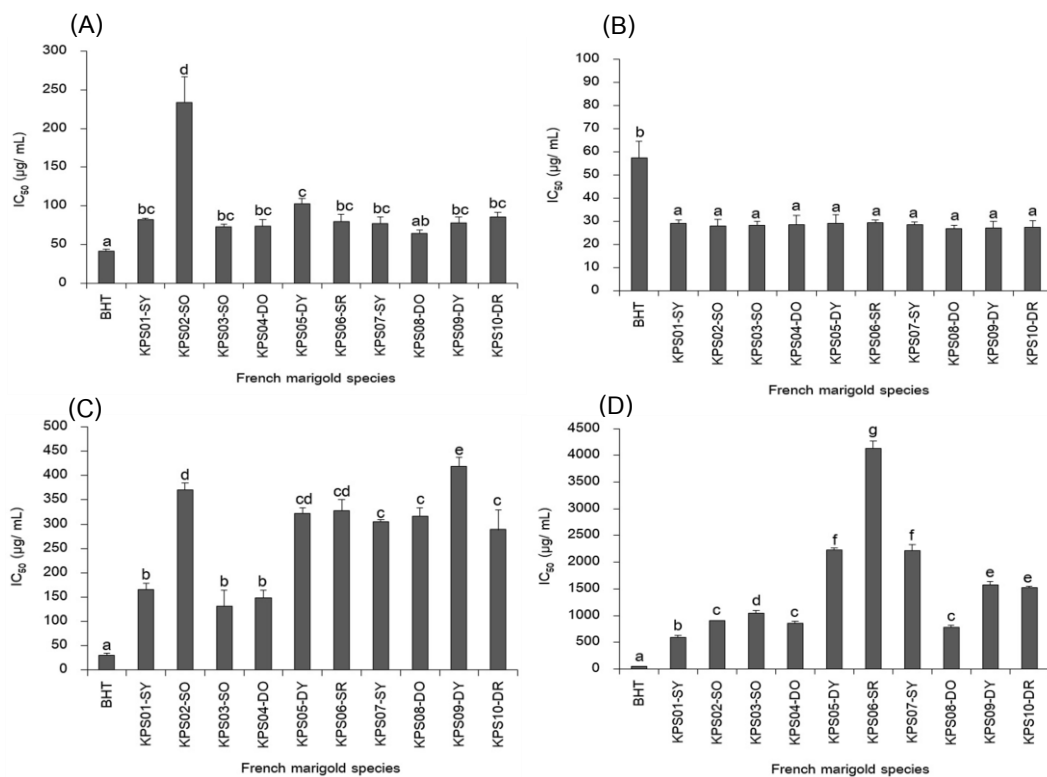 (A)
IC50 (µg/ mL)
300
250
200
150
100
50
0
a
bc
d
bc
bc
c
bc
bc
ab
bc
bc
BHT
KPS01-SY
KPS02-SO
KPS03-SO
KPS04-DO
KPS05-DY
KPS06-SR
KPS07-SY
KPS08-DO
KPS09-DY
KPS10-DR
French marigold species
(B)
IC50 (µg/ mL)
100
90
80
70
60
50
40
30
20
10
0
b
a
a
a
a
a
a
a
a
a
a
BHT
KPS01-SY
KPS02-SO
KPS03-SO
KPS04-DO
KPS05-DY
KPS06-SR
KPS07-SY
KPS08-DO
KPS09-DY
KPS10-DR
French marigold species
(C)
IC50 (µg/ mL)
500
450
400
350
300
250
200
150
100
50
0
a
b
d
b
b
cd
cd
c
c
e
c
BHT
KPS01-SY
KPS02-SO
KPS03-SO
KPS04-DO
KPS05-DY
KPS06-SR
KPS07-SY
KPS08-DO
KPS09-DY
KPS10-DR
French marigold species
(D)
IC50 (µg/ mL)
4500
4000
3500
3000
2500
2000
1500
1000
500
0
a
b
c
d
c
f
g
f
c
e
e
BHT
KPS01-SY
KPS02-SO
KPS03-SO
KPS04-DO
KPS05-DY
KPS06-SR
KPS07-SY
KPS08-DO
KPS09-DY
KPS10-DR
French marigold species